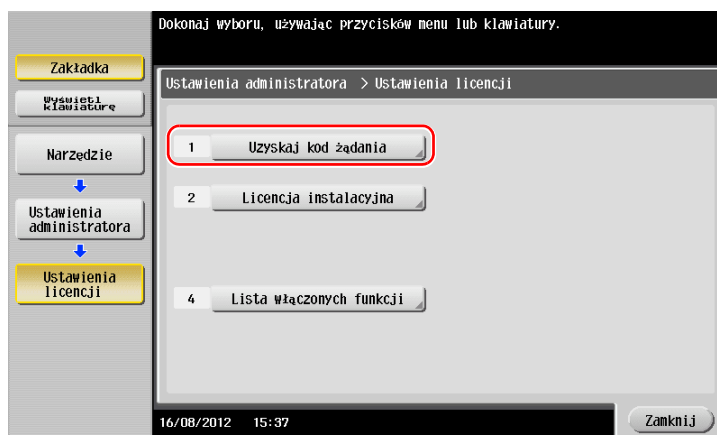 Dokonaj wyboru, używając przycisków menu lub klawiatury.
Zakładka
Wyświetl
klawiaturę
Narzędzie
Ustawienia
administratora
Ustawienia
licencji
Ustawienia administratora > Ustawienia licencji
1 Uzyskaj kod żądania
2 Licencja instalacyjna
4 Lista włączonych funkcji
16/08/2012 15:37
Zamknij